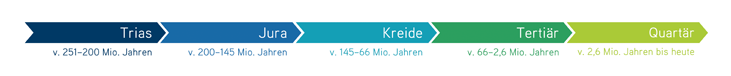 Trias
Jura
Kreide
Tertiär
Quartär
v. 251–200 Mio. Jahren
v. 200–145 Mio. Jahren
v. 145-66 Mio. Jahren
v. 66–2,6 Mio. Jahren
v. 2,6 Mio. Jahren bis heute